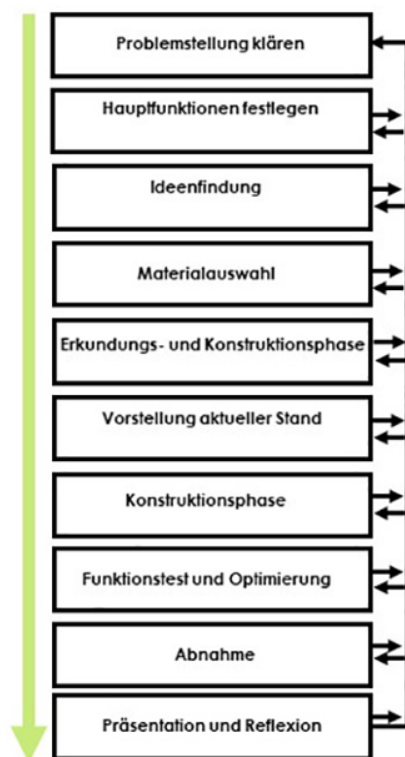 Problemstellung klären
Hauptfunktionen festlegen
Ideenfindung
Materialauswahl
Erkundungs- und Konstruktionsphase
Vorstellung aktueller Stand
Konstruktionsphase
Funktionstest und Optimierung
Abnahme
Präsentation und Reflexion